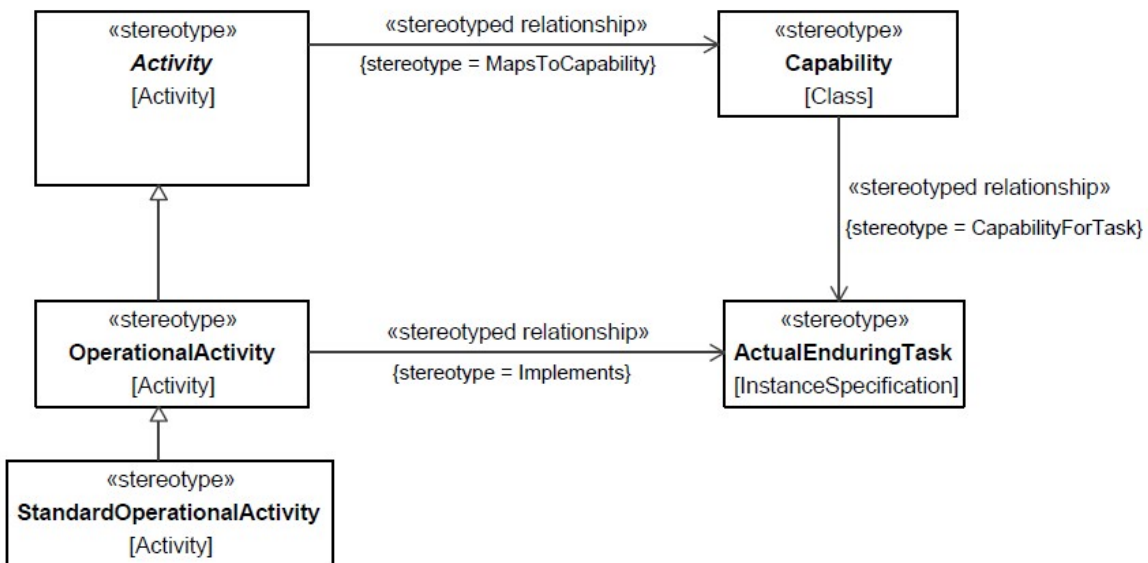 «stereotype»
Activity
[Activity]
«stereotyped relationship»
{stereotype = MapsToCapability}
«stereotype»
Capability
[Class]
«stereotyped relationship»
{stereotype = CapabilityForTask}
«stereotype»
OperationalActivity
[Activity]
«stereotyped relationship»
{stereotype = Implements}
«stereotype»
ActualEnduringTask
[InstanceSpecification]
«stereotype»
StandardOperationalActivity
[Activity]